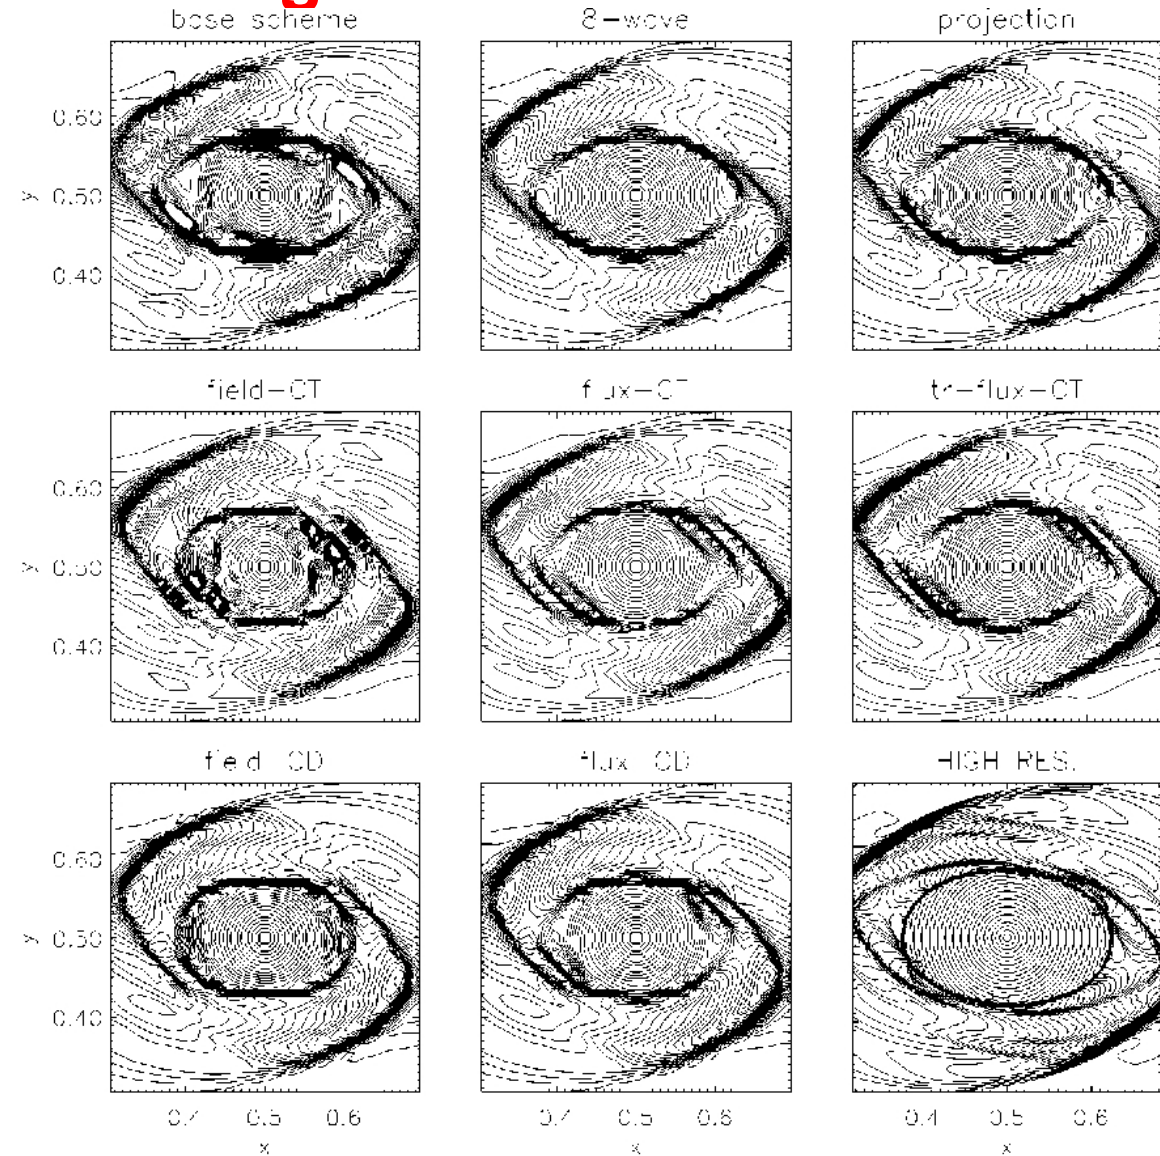 base scheme 8-wave projection
0.60
y 0.50
0.40
field-CT flux-CT tr-flux-CT
0.60
y 0.50
0.40
field-CD flux-CD HIGH RES.
0.60
y 0.50
0.40
0.4 0.5 0.6 0.4 0.5 0.6 0.4 0.5 0.6
x x x